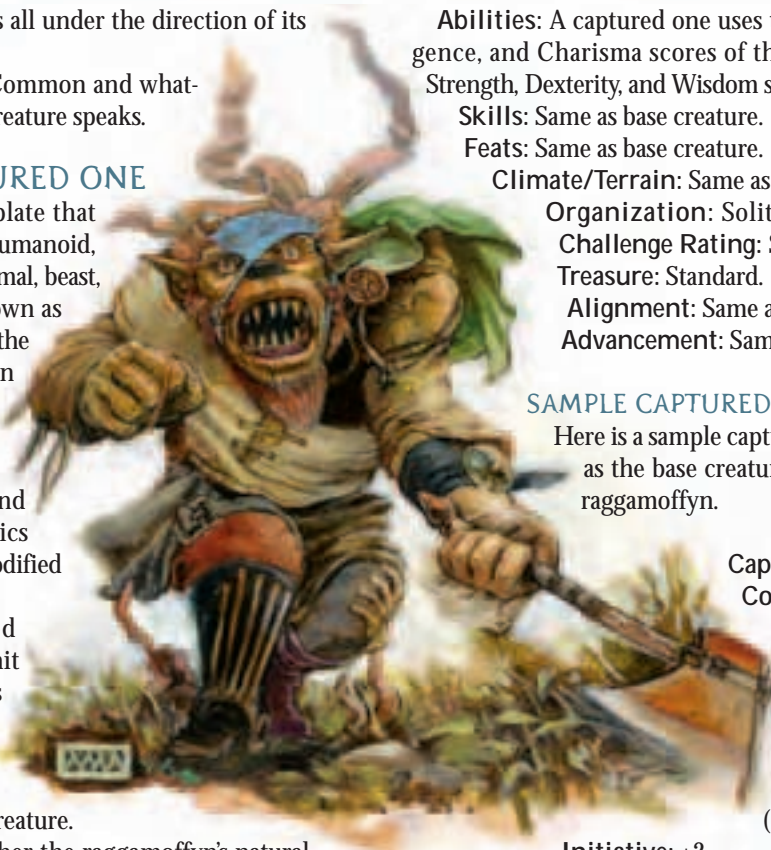 s all under the direction of its
Common and what-
reature speaks.
URED ONE
plate that
umanoid,
mal, beast,
own as
the
n
nd
ics
odified
d
it
s
reature.
her the raggamoffyn's natural
Abilities: A captured one uses
gence, and Charisma scores of th
Strength, Dexterity, and Wisdom s
Skills: Same as base creature.
Feats: Same as base creature.
Climate/Terrain: Same as
Organization: Solit
Challenge Rating: S
Treasure: Standard.
Alignment: Same a
Advancement: Sam
SAMPLE CAPTURED
Here is a sample capt
as the base creatur
raggamoffyn.
Cap
Co
(
Initiative: